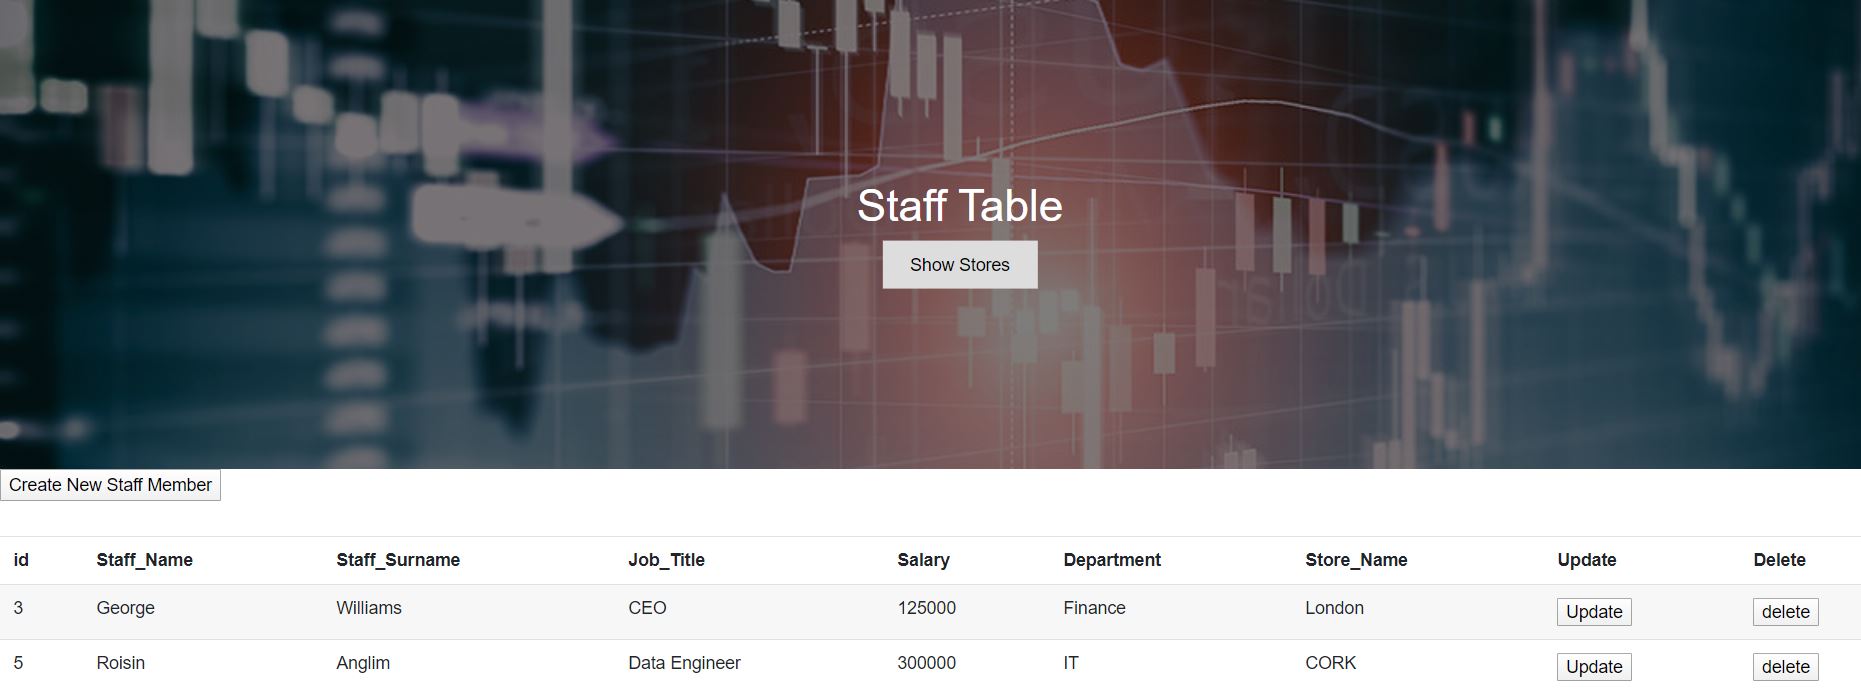 Staff Table
Show Stores
Create New Staff Member
id Staff_Name Staff_Surname Job_Title Salary Department Store_Name Update Delete
3 George Williams CEO 125000 Finance London Update delete
5 Roisin Anglim Data Engineer 300000 IT CORK Update delete